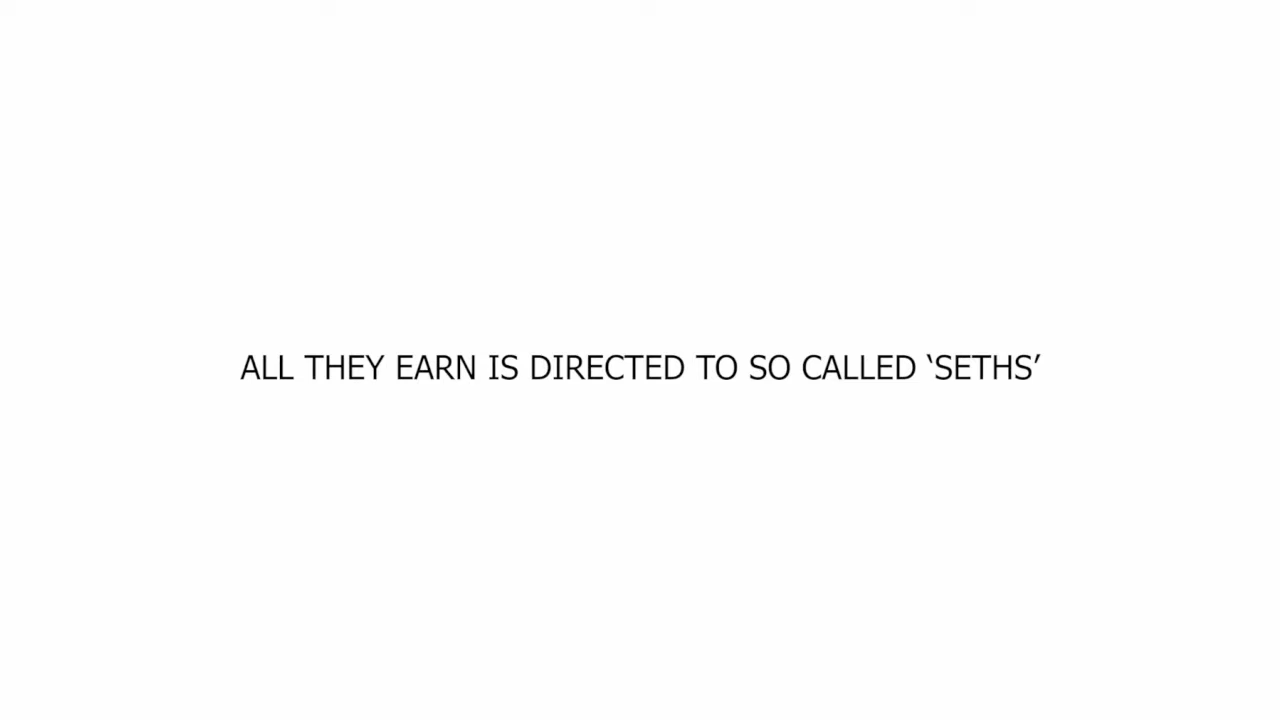 ALL THEY EARN IS DIRECTED TO SO CALLED ‘SETHS’